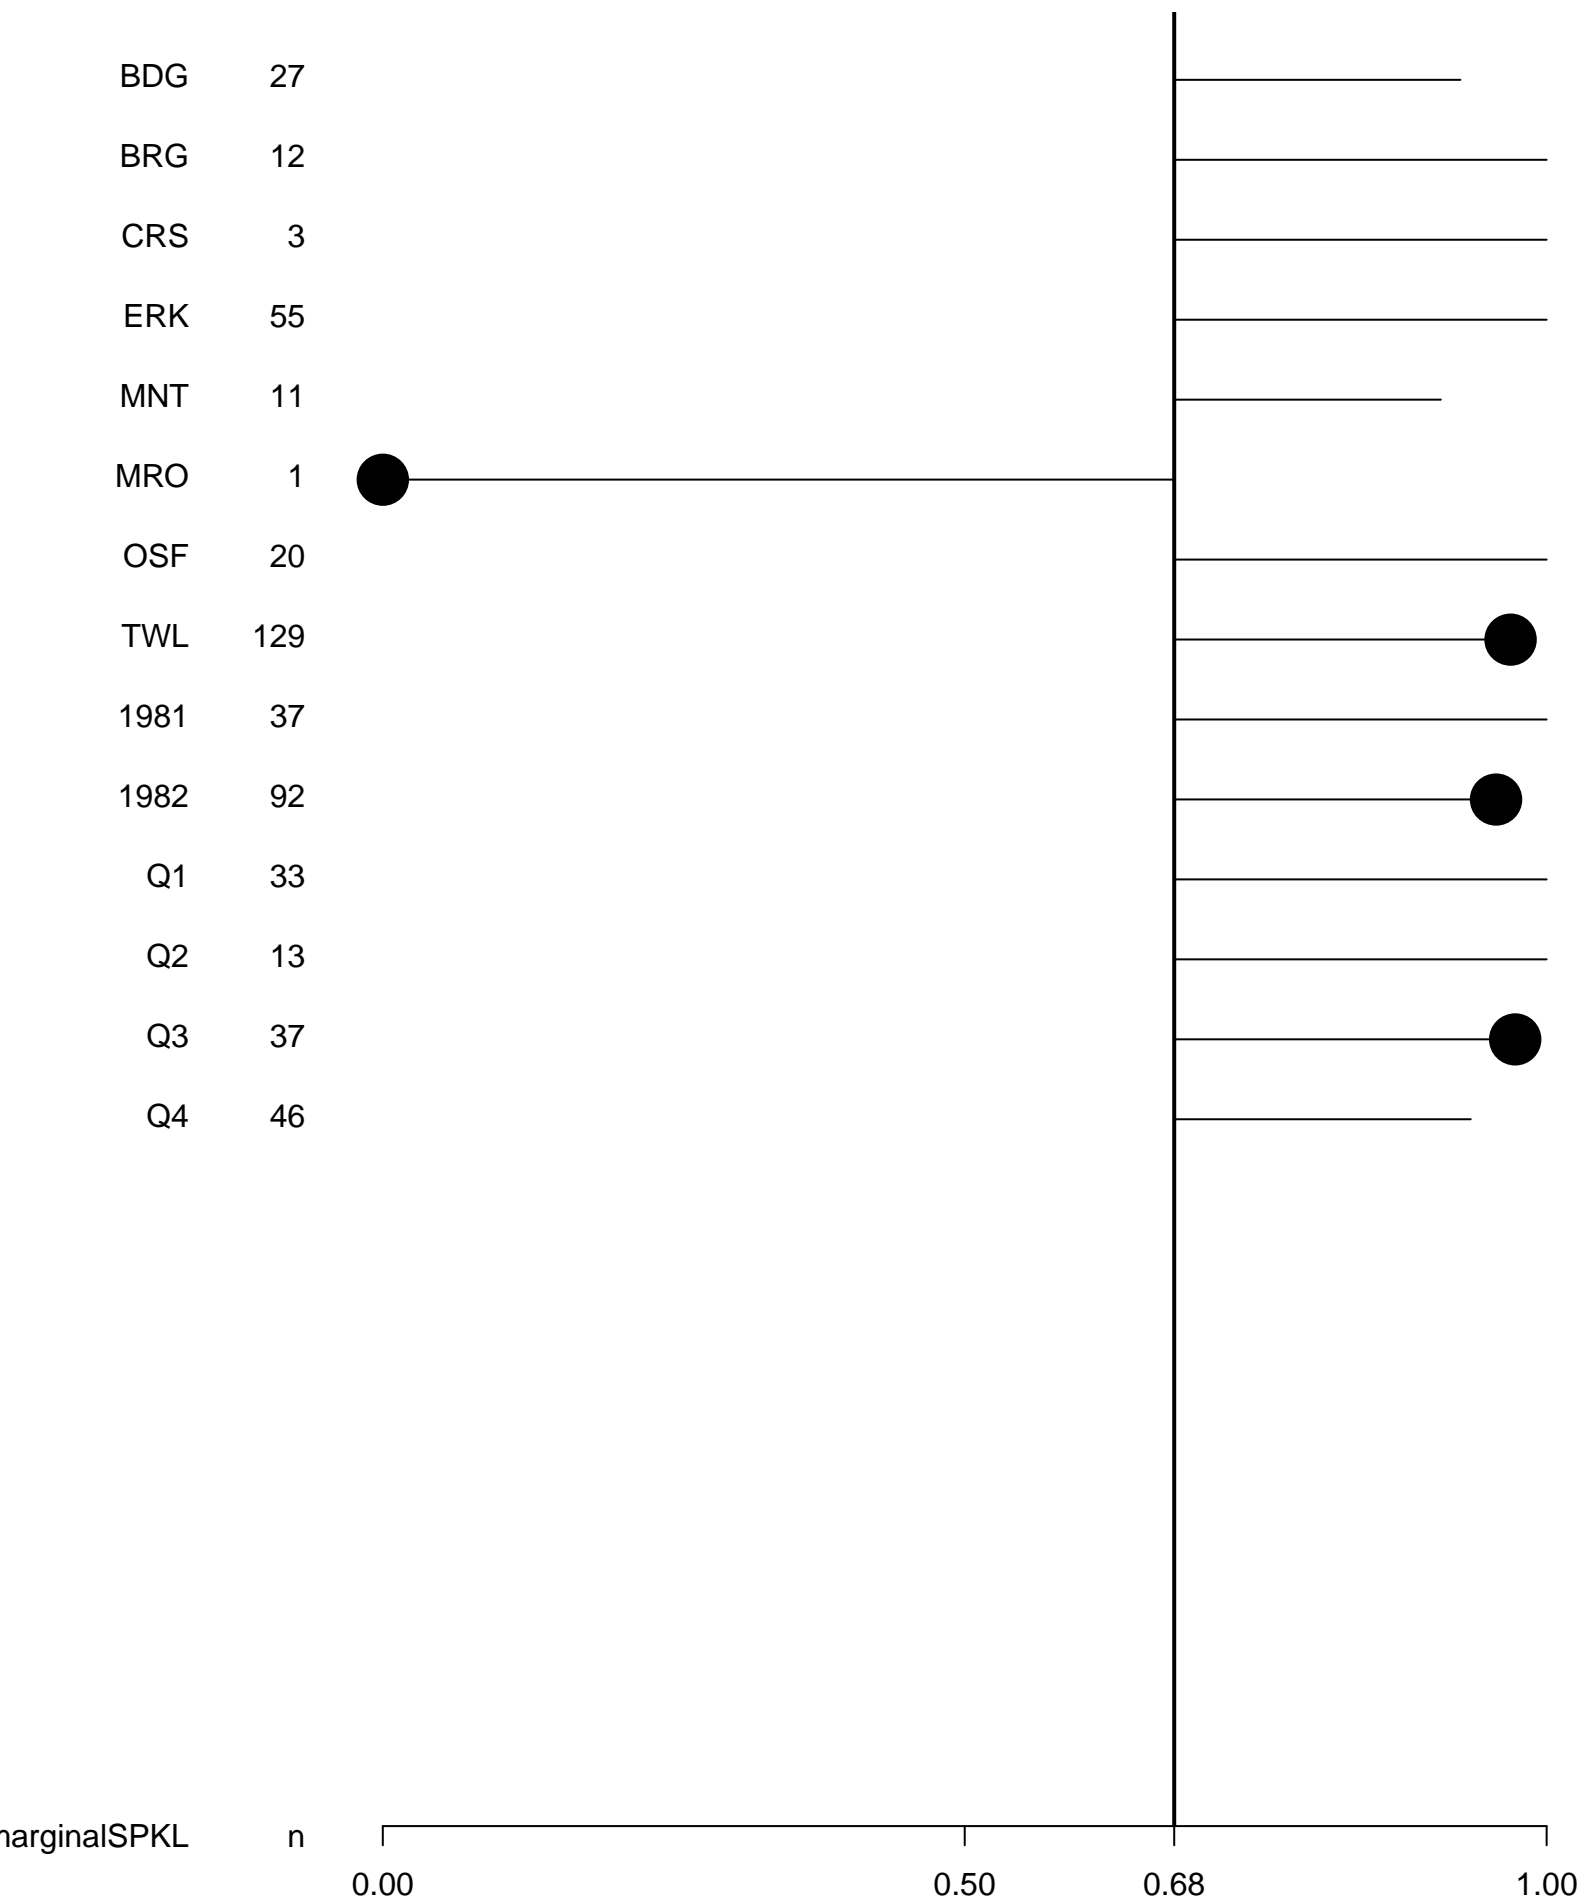 BDG 27
BRG 12
CRS 3
ERK 55
MNT 11
MRO 1
OSF 20
TWL 129
1981 37
1982 92
Q1 33
Q2 13
Q3 37
Q4 46
arginalSPKL n
0.00 0.50 0.68 1.00